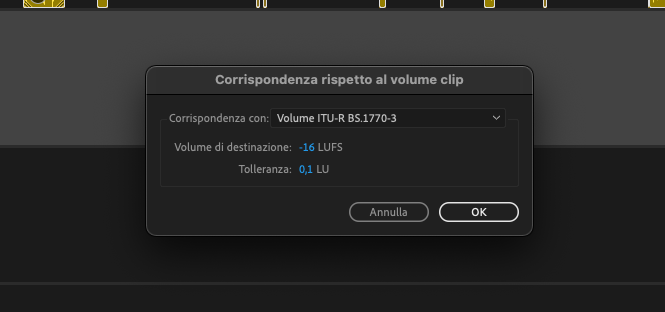 Corrispondenza rispetto al volume clip
Corrispondenza con: Volume ITU-R BS.1770-3
Volume di destinazione: -16 LUFS
Tolleranza: 0,1 LU
Annulla OK